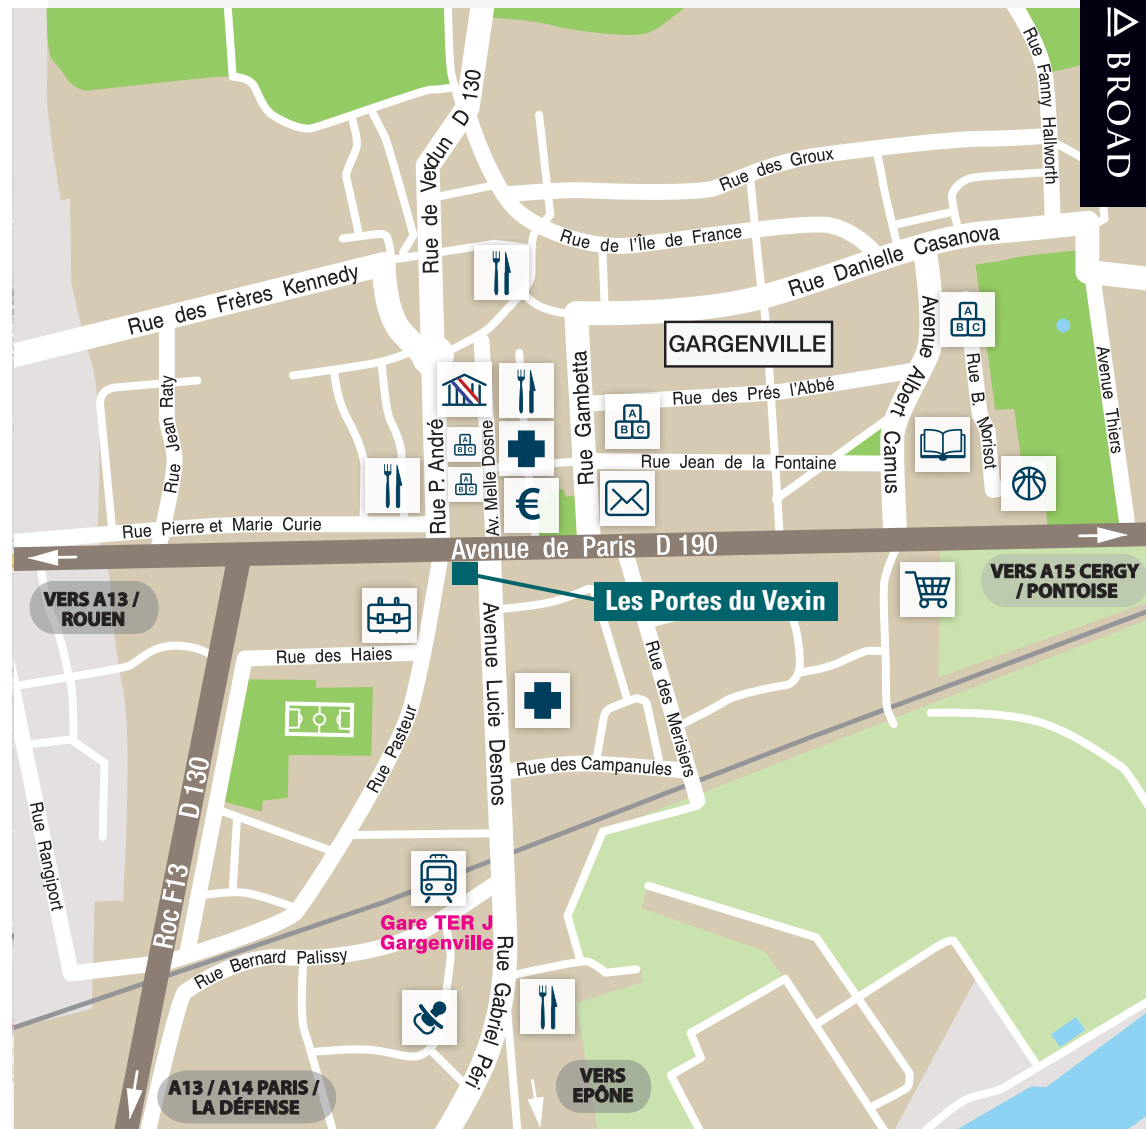 BROAD
Rue Fanny Hallworth
D 130
Rue de Verdun
Rue des Groux
Rue de l'Île de France
Rue Danielle Casanova
Rue des Frères Kennedy
GARGENVILLE
Avenue Albert Camus
A
B C
Rue B. Morisot
Avenue Thiers
Rue Jean Raty
Rue Gambetta
Rue des Prés l'Abbé
A
B C
Rue P. André
A
B C
A
B C
Av. Melle Dosne
€
Rue Jean de la Fontaine
Rue Pierre et Marie Curie
Avenue de Paris D 190
VERS A13 /
ROUEN
VERS A15 CERGY
/ PONTOISE
Les Portes du Vexin
Rue des Haies
Avenue Lucie Desnos
Rue des Merisiers
Rue Pasteur
Rue des Campanules
D 130
Roc F13
Rue Rangiport
Gare TER J
Gargenville
Rue Bernard Palissy
Rue Gabriel Péri
A13 / A14 PARIS /
LA DÉFENSE
VERS
EPÔNE